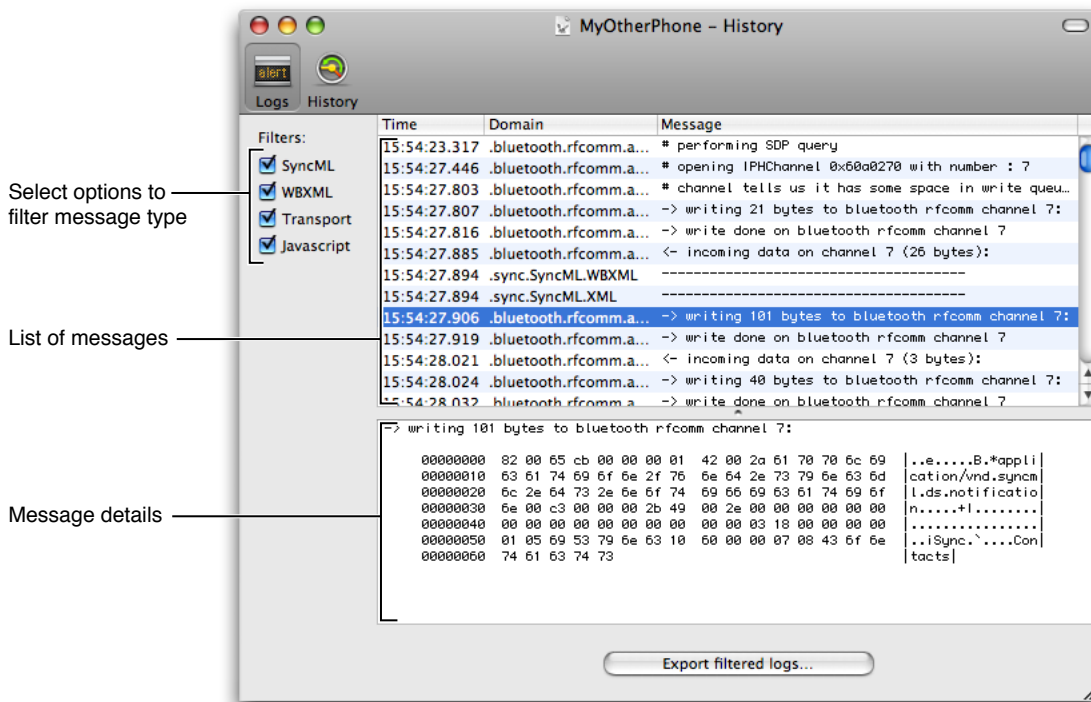 MyOtherPhone – History
alert
Logs History
Filters:
SyncML
WBXML
Transport
Javascript
Select options to
filter message type
List of messages
Message details
Time Domain Message
15:54:23.317 .bluetooth.rfcomm.a... # performing SDP query
15:54:27.446 .bluetooth.rfcomm.a... # opening IPHChannel 0x60a0270 with number : 7
15:54:27.803 .bluetooth.rfcomm.a... # channel tells us it has some space in write queu...
15:54:27.807 .bluetooth.rfcomm.a... -> writing 21 bytes to bluetooth rfcomm channel 7:
15:54:27.816 .bluetooth.rfcomm.a... -> write done on bluetooth rfcomm channel 7
15:54:27.885 .bluetooth.rfcomm.a... <- incoming data on channel 7 (26 bytes):
15:54:27.894 .sync.SyncML.WBXML --------------------------------------
15:54:27.894 .sync.SyncML.XML --------------------------------------
15:54:27.906 .bluetooth.rfcomm.a... -> writing 101 bytes to bluetooth rfcomm channel 7:
15:54:27.919 .bluetooth.rfcomm.a... -> write done on bluetooth rfcomm channel 7
15:54:28.021 .bluetooth.rfcomm.a... <- incoming data on channel 7 (3 bytes):
15:54:28.024 .bluetooth.rfcomm.a... -> writing 40 bytes to bluetooth rfcomm channel 7:
15:54:28.032 .bluetooth.rfcomm.a... -> write done on bluetooth rfcomm channel 7
-> writing 101 bytes to bluetooth rfcomm channel 7:
00000000 82 00 65 cb 00 00 00 01 42 00 2a 61 70 70 6c 69 |..e.....B.*appli|
00000010 63 61 74 69 6f 6e 2f 76 6e 64 2e 73 79 6e 63 6d |cation/vnd.syncm|
00000020 6c 2e 64 73 2e 6e 6f 74 69 66 69 63 61 74 69 6f |l.ds.notificatio|
00000030 6e 00 c3 00 00 00 2b 49 00 2e 00 00 00 00 00 00 |n.....+I........|
00000040 00 00 00 00 00 00 00 00 00 00 03 18 00 00 00 00 |................|
00000050 01 05 69 53 79 6e 63 10 60 00 00 07 08 43 6f 6e |..iSync.`....Con|
00000060 74 61 63 74 73 |tacts|
Export filtered logs...